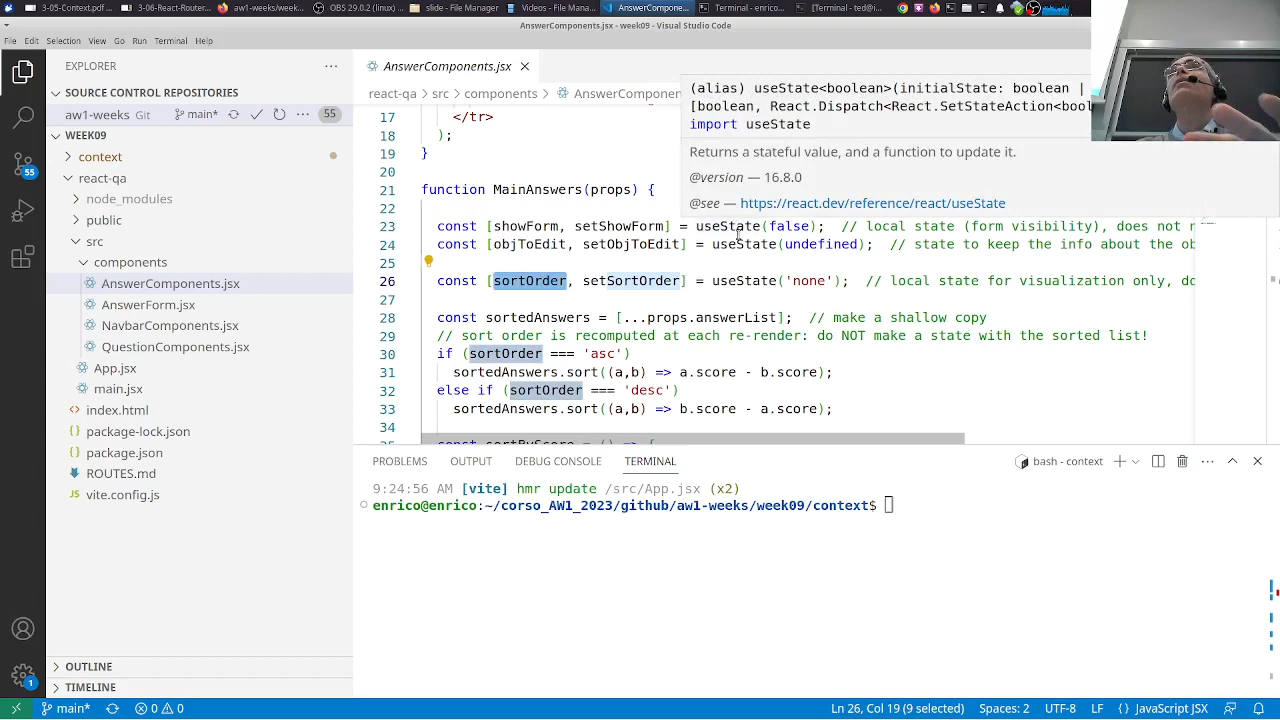 3-05-Context.pdf
3-06-React-Router...
aw1-weeks/week...
OBS 29.0.2 (linux) ...
slide - File Manager
Videos - File Mana...
AnswerCompone...
Terminal - enrico...
[Terminal - ted@i...
AnswerComponents.jsx - week09 - Visual Studio Code
File Edit Selection View Go Run Terminal Help
EXPLORER
SOURCE CONTROL REPOSITORIES
aw1-weeks Git main* 55
WEEK09
context
react-qa
node_modules
public
src
components
AnswerComponents.jsx
AnswerForm.jsx
NavbarComponents.jsx
QuestionComponents.jsx
App.jsx
main.jsx
index.html
package-lock.json
package.json
ROUTES.md
vite.config.js
OUTLINE
TIMELINE
55
1
AnswerComponents.jsx
react-qa > src > components > AnswerComponen
(alias) useState<boolean>(initialState: boolean |
[boolean, React.Dispatch<React.SetStateAction<bool
import useState
Returns a stateful value, and a function to update it.
@version — 16.8.0
@see — https://react.dev/reference/react/useState
17 </tr>
18 );
19 }
20
21 function MainAnswers(props) {
22
23 const [showForm, setShowForm] = useState(false); // local state (form visibility), does not
24 const [objToEdit, setObjToEdit] = useState(undefined); // state to keep the info about the ob
25
26 const [sortOrder, setSortOrder] = useState('none'); // local state for visualization only, do
27
28 const sortedAnswers = [...props.answerList]; // make a shallow copy
29 // sort order is recomputed at each re-render: do NOT make a state with the sorted list!
30 if (sortOrder === 'asc')
31 sortedAnswers.sort((a,b) => a.score - b.score);
32 else if (sortOrder === 'desc')
33 sortedAnswers.sort((a,b) => b.score - a.score);
34
35 const sortByScore = () => {
PROBLEMS OUTPUT DEBUG CONSOLE TERMINAL
bash - context
9:24:56 AM [vite] hmr update /src/App.jsx (x2)
enrico@enrico:~/corso_AW1_2023/github/aw1-weeks/week09/context$
main* 0 0 Ln 26, Col 19 (9 selected) Spaces: 2 UTF-8 LF {} JavaScript JSX